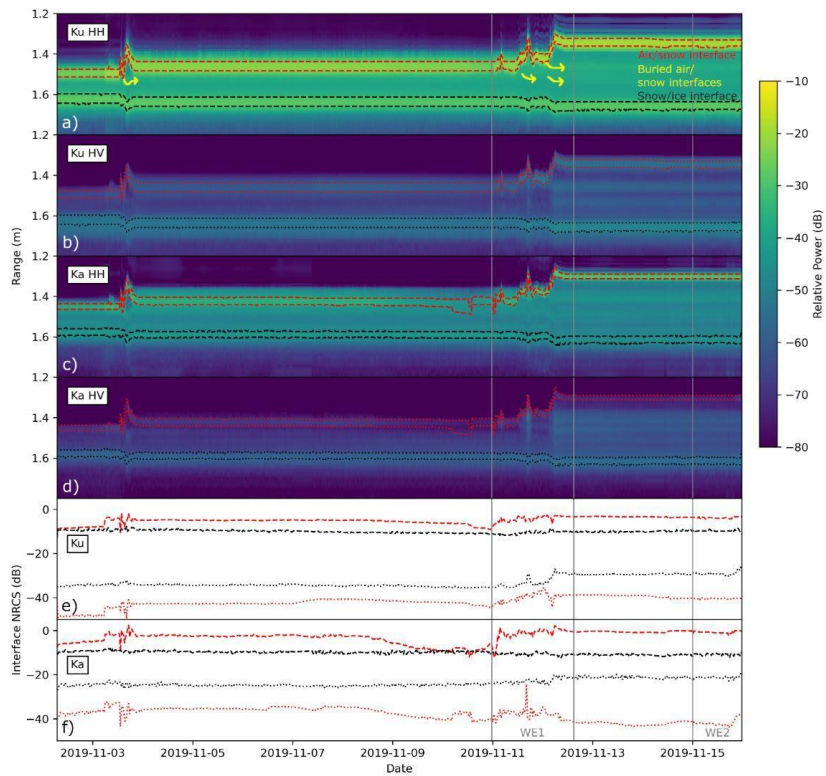 1.2
Ku HH
1.4
1.6
a)
Air/snow interface
Buried air/
snow interfaces
Snow/ice interface
1.2
Ku HV
1.4
1.6
b)
1.2
Ka HH
1.4
1.6
c)
1.2
Ka HV
1.4
1.6
d)
Range (m)
−10
−20
−30
−40
−50
−60
−70
−80
Relative Power (dB)
0
−20
−40
Ku
e)
0
−20
−40
Ka
f)
Interface NRCS (dB)
WE1
WE2
2019-11-03
2019-11-05
2019-11-07
2019-11-09
2019-11-11
2019-11-13
2019-11-15
Date